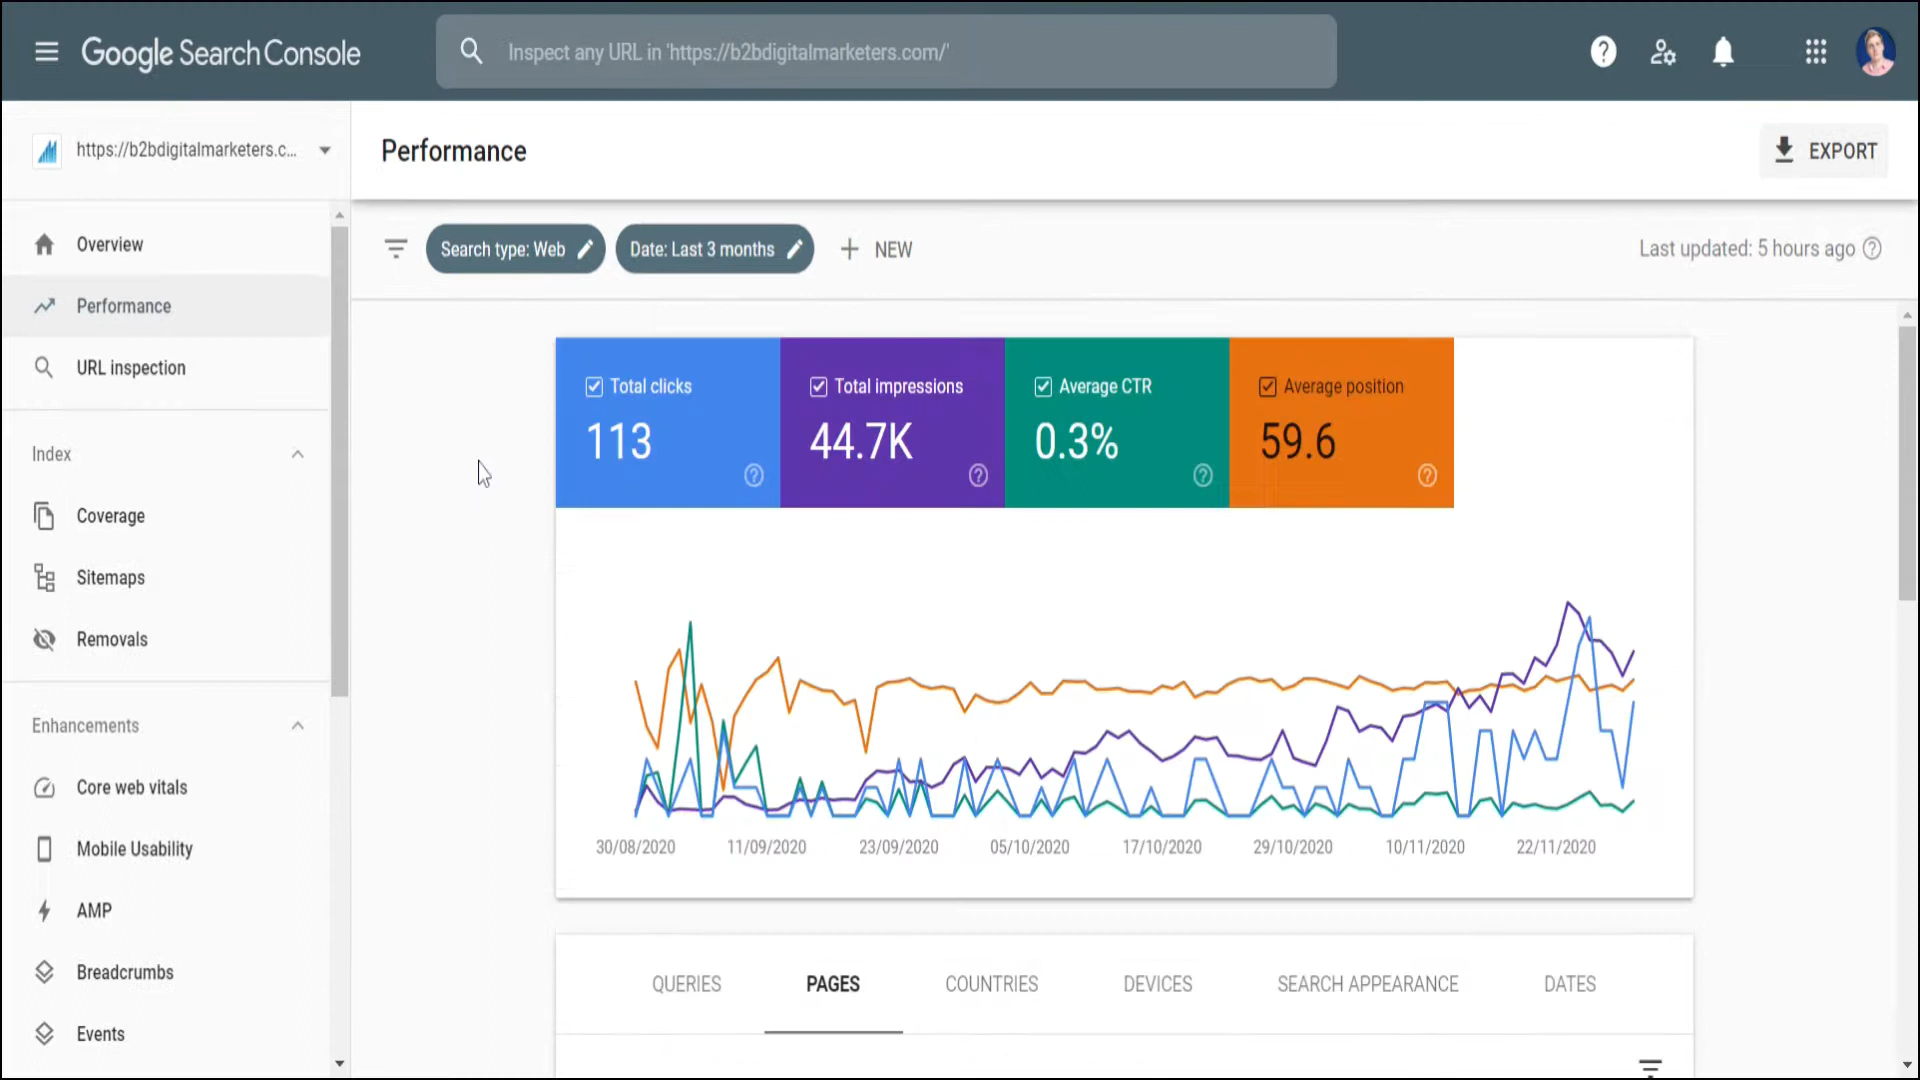 Google Search Console
Inspect any URL in 'https://b2bdigitalmarketers.com/'
https://b2bdigitalmarketers.c...
Performance
EXPORT
Overview
Performance
URL inspection
Index
Coverage
Sitemaps
Removals
Enhancements
Core web vitals
Mobile Usability
AMP
Breadcrumbs
Events
Search type: Web
Date: Last 3 months
NEW
Last updated: 5 hours ago
Total clicks
113
Total impressions
44.7K
Average CTR
0.3%
Average position
59.6
30/08/2020 11/09/2020 23/09/2020 05/10/2020 17/10/2020 29/10/2020 10/11/2020 22/11/2020
QUERIES PAGES COUNTRIES DEVICES SEARCH APPEARANCE DATES